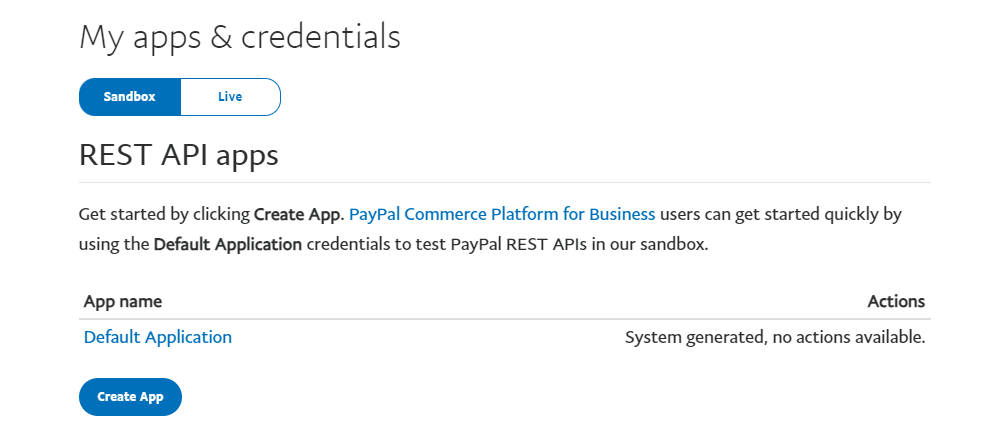 My apps & credentials
Sandbox Live
REST API apps
Get started by clicking Create App. PayPal Commerce Platform for Business users can get started quickly by
using the Default Application credentials to test PayPal REST APIs in our sandbox.
App name Actions
Default Application System generated, no actions available.
Create App